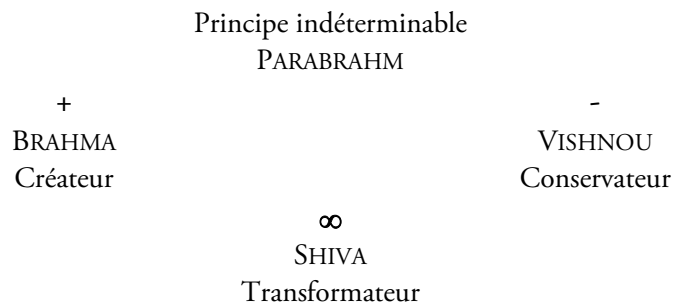 Principe indéterminable
PARABRAHM
+ -
BRAHMA VISHNOU
Créateur Conservateur
∞
SHIVA
Transformateur